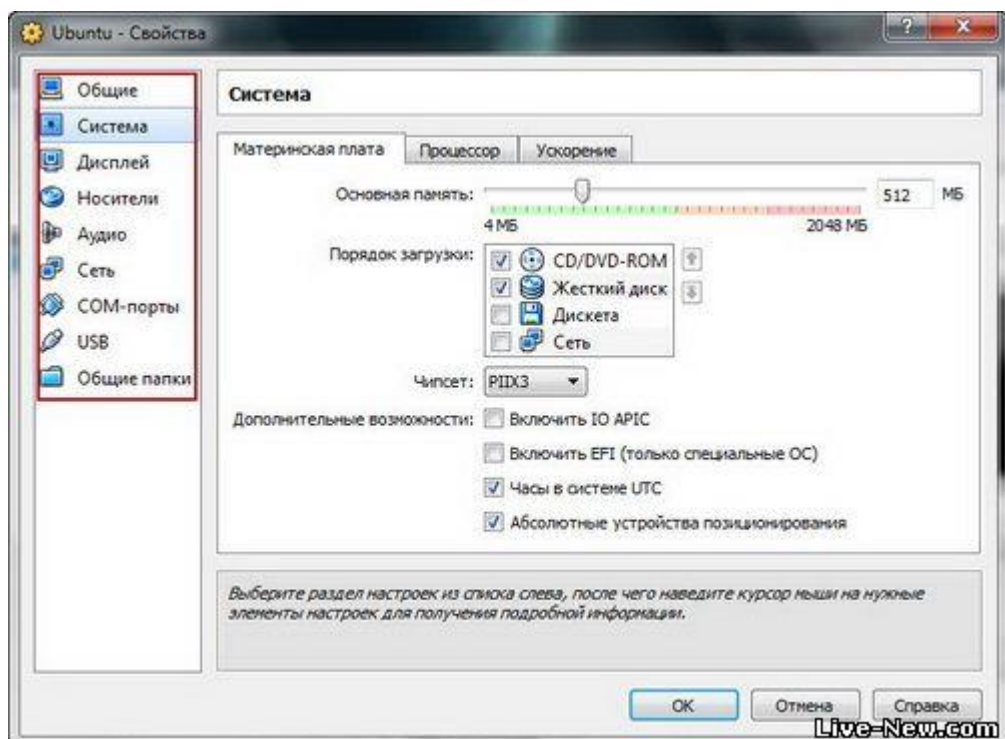 Ubuntu - Свойства
Общие
Система
Дисплей
Носители
Аудио
Сеть
COM-порты
USB
Общие папки
Система
Материнская плата Процессор Ускорение
Основная память: 512 МБ
4 МБ 2048 МБ
Порядок загрузки: CD/DVD-ROM
Жесткий диск
Дискета
Сеть
Чипсет: PIIX3
Дополнительные возможности: Включить IO APIC
Включить EFI (только специальные ОС)
Часы в системе UTC
Абсолютные устройства позиционирования
Выберите раздел настроек из списка слева, после чего наведите курсор мыши на нужные
элементы настроек для получения подробной информации.
OK Отмена Справка
Live-New.com